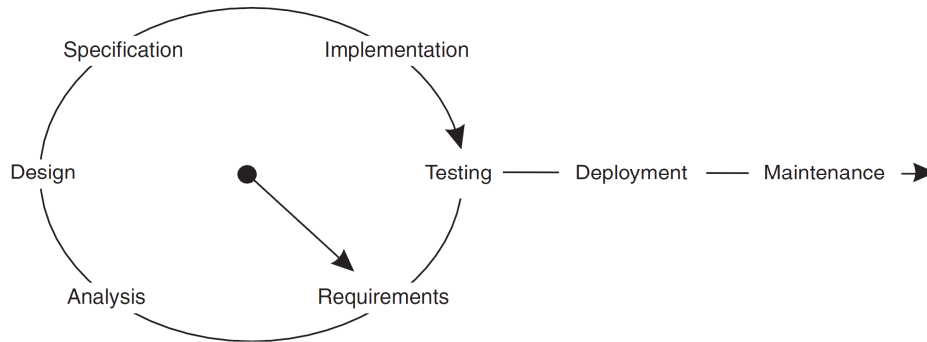 Specification
Implementation
Design
Testing
Deployment
Maintenance
Analysis
Requirements